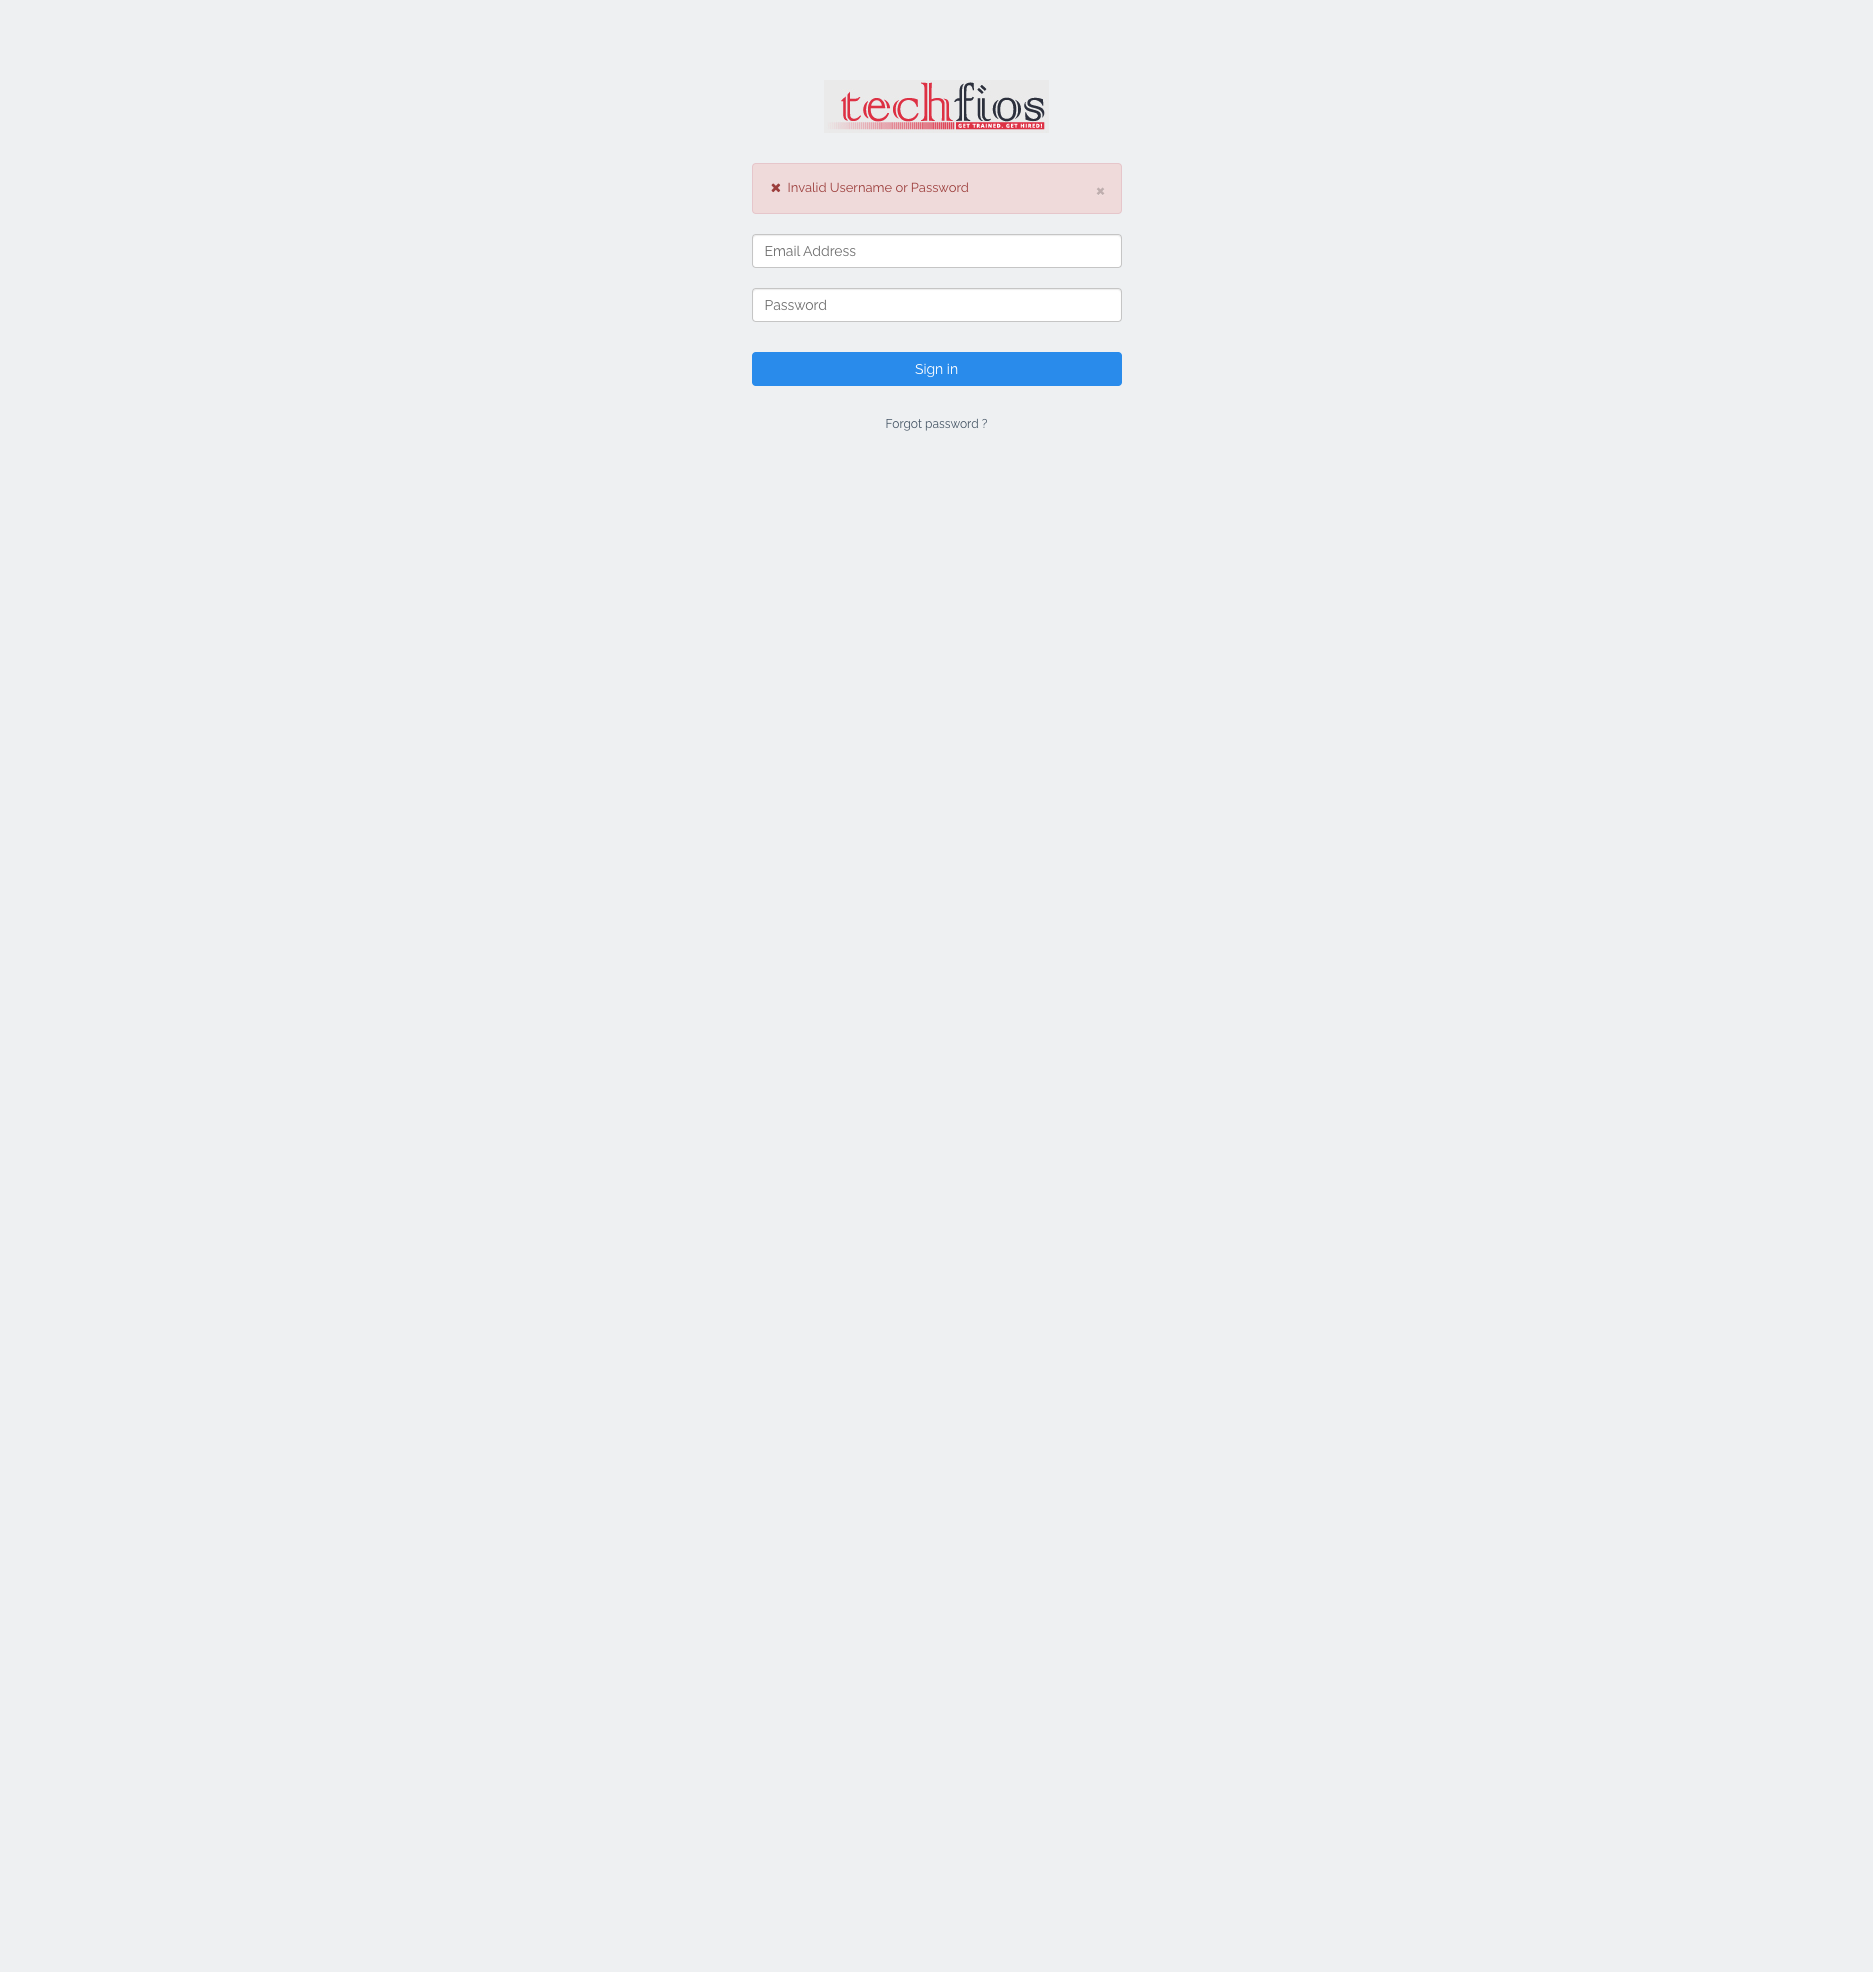 techfios
GET TRAINED. GET HIRED!
Invalid Username or Password
Email Address
Password
Sign in
Forgot password ?